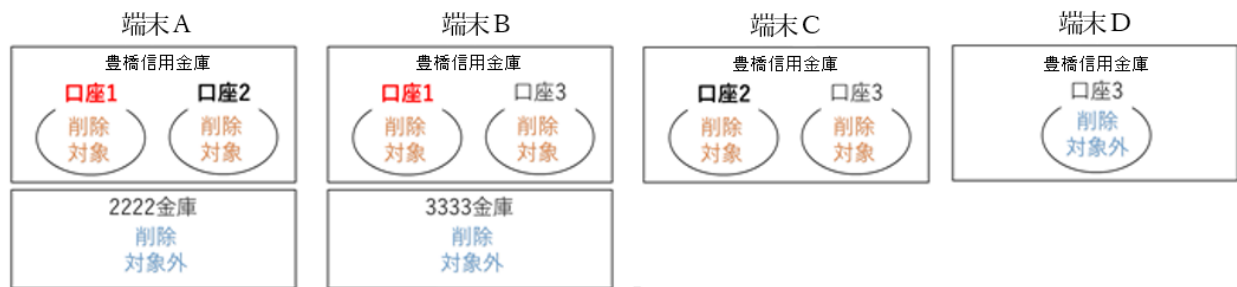 端末A
豊橋信用金庫
口座1
口座2
削除
対象
削除
対象
2222金庫
削除
対象外
端末B
豊橋信用金庫
口座1
口座3
削除
対象
削除
対象
3333金庫
削除
対象外
端末C
豊橋信用金庫
口座2
口座3
削除
対象
削除
対象
端末D
豊橋信用金庫
口座3
削除
対象外